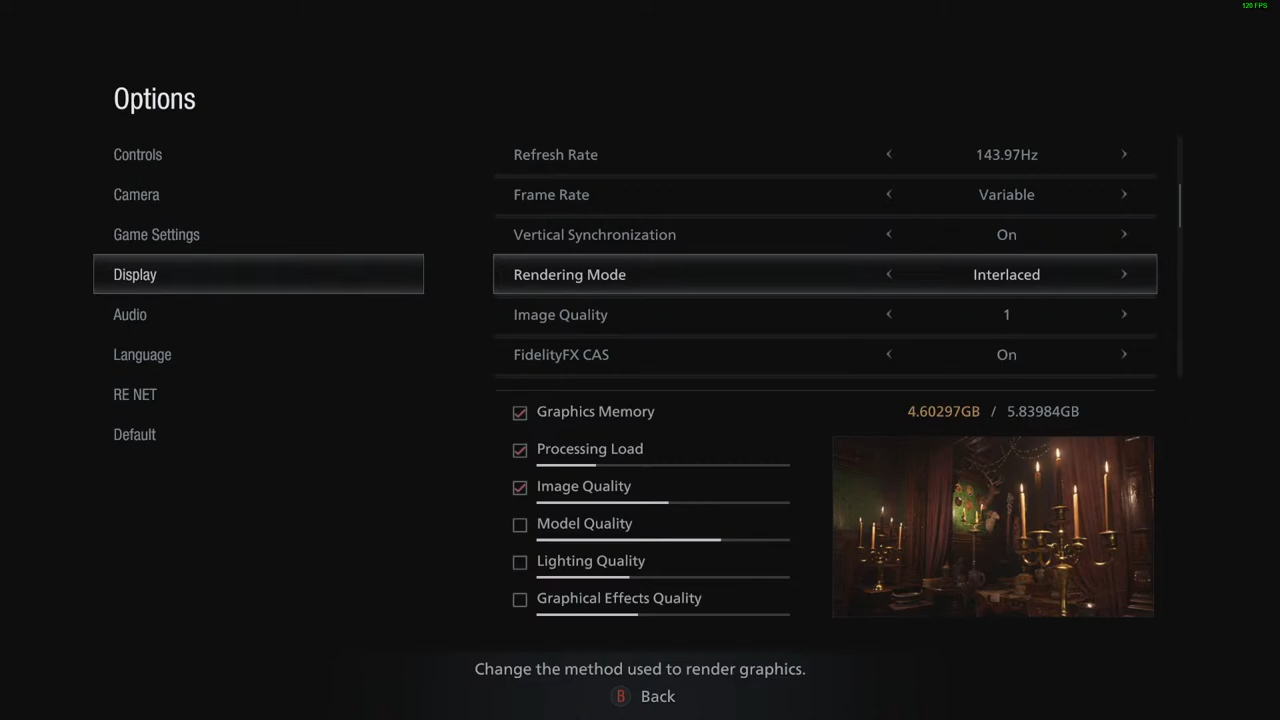 120 FPS
Options
Controls
Camera
Game Settings
Display
Audio
Language
RE NET
Default
Refresh Rate 143.97Hz
Frame Rate Variable
Vertical Synchronization On
Rendering Mode Interlaced
Image Quality 1
FidelityFX CAS On
Graphics Memory 4.60297GB / 5.83984GB
Processing Load
Image Quality
Model Quality
Lighting Quality
Graphical Effects Quality
Change the method used to render graphics.
B Back